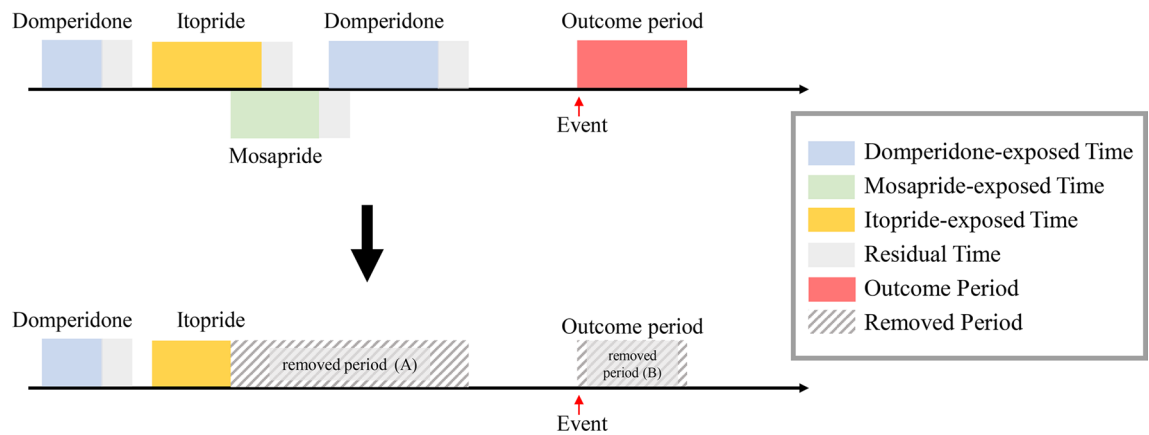 Domperidone
Itopride
Domperidone
Outcome period
Event
Mosapride
Domperidone-exposed Time
Mosapride-exposed Time
Itopride-exposed Time
Residual Time
Outcome Period
Removed Period
Domperidone
Itopride
Outcome period
removed period (A)
removed
period (B)
Event